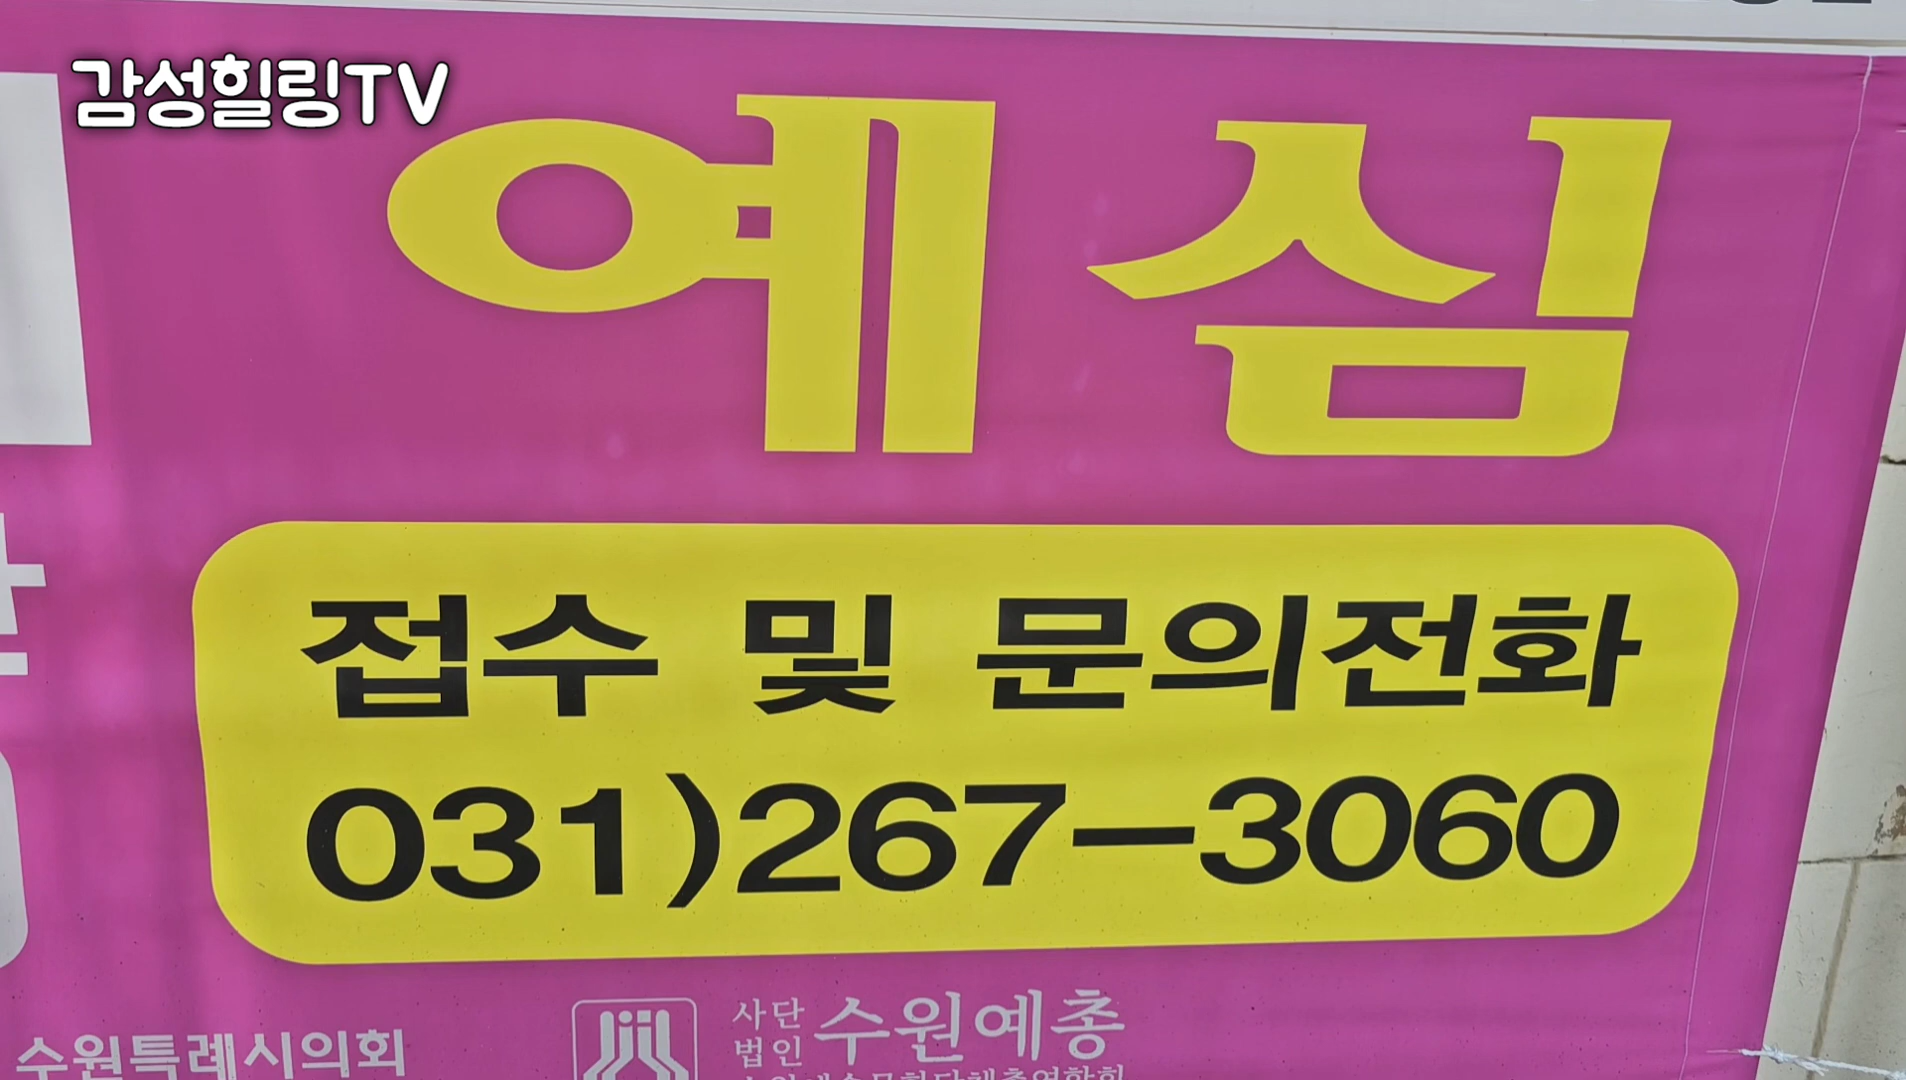 감성힐링TV
예심
접수 및 문의전화
031)267-3060
수원특례시의회
사단
법인 수원예총